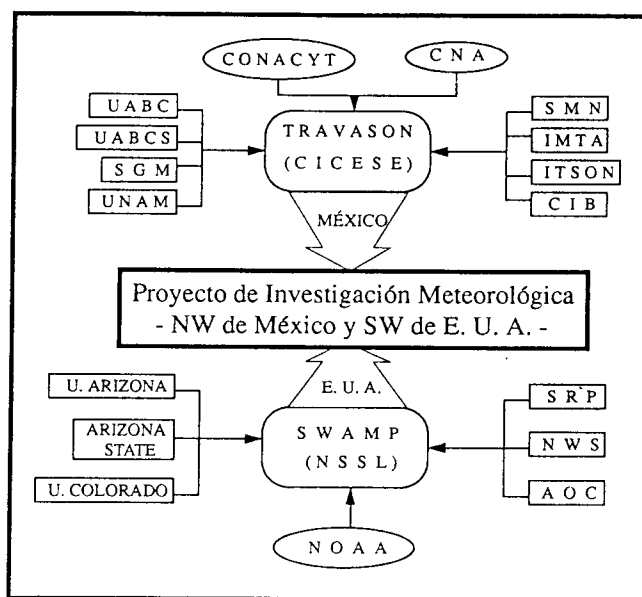 CONACYT
CNA
UABC
UABCS
SGM
UNAM
TRAVASON
(CICESE)
SMN
IMTA
ITSON
CIB
MÉXICO
Proyecto de Investigación Meteorológica
- NW de México y SW de E. U. A. -
E. U. A.
U. ARIZONA
ARIZONA
STATE
U. COLORADO
SWAMP
(NSSL)
SRP
NWS
AOC
NOAA